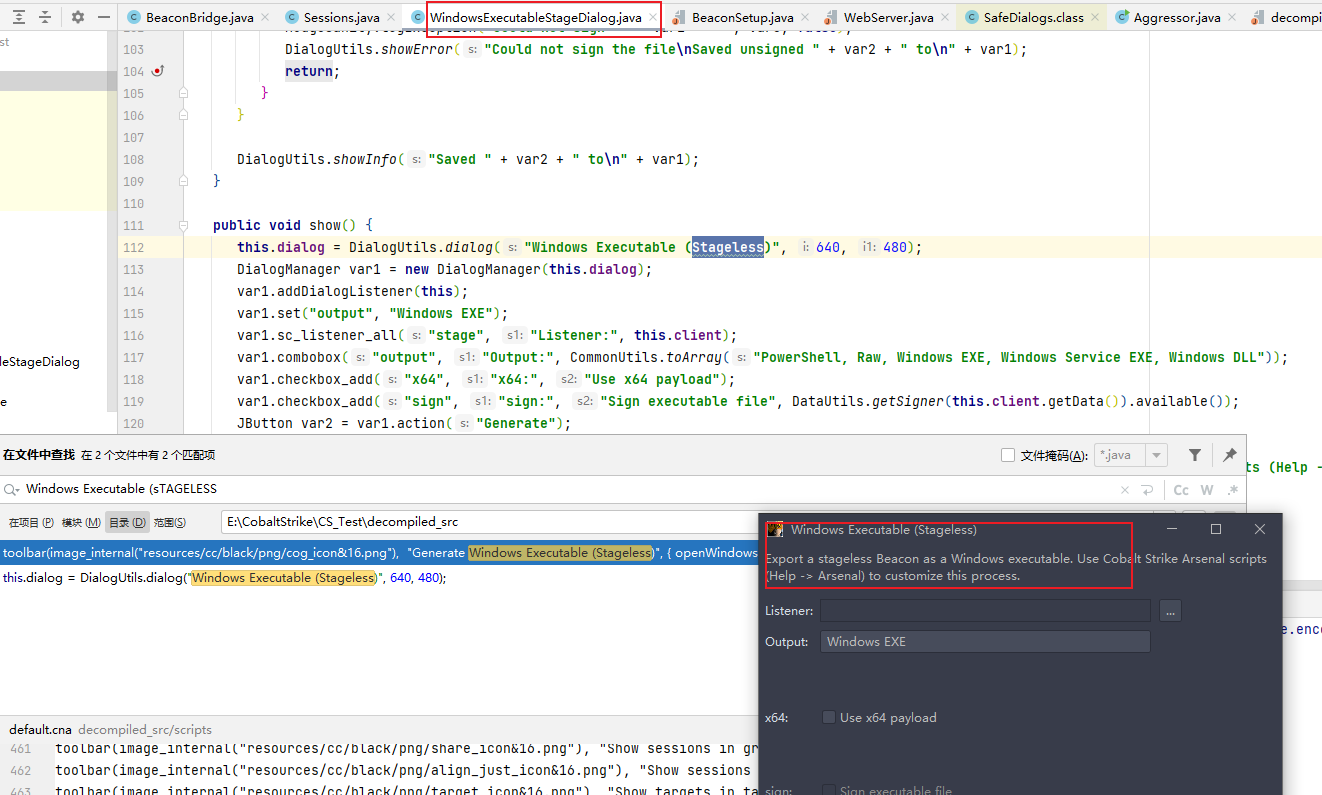 BeaconBridge.java Sessions.java WindowsExecutableStageDialog.java BeaconSetup.java WebServer.java SafeDialogs.class Aggressor.java decompi
st
103 DialogUtils.showError( s: "Could not sign the file\nSaved unsigned " + var2 + " to\n" + var1);
104 return;
105 }
106 }
107
108 DialogUtils.showInfo( s: "Saved " + var2 + " to\n" + var1);
109 }
110
111 public void show() {
112 this.dialog = DialogUtils.dialog( s: "Windows Executable (Stageless)", i: 640, i1: 480);
113 DialogManager var1 = new DialogManager(this.dialog);
114 var1.addDialogListener(this);
115 var1.set("output", "Windows EXE");
116 var1.sc_listener_all( s: "stage", s1: "Listener:", this.client);
117 var1.combobox( s: "output", s1: "Output:", CommonUtils.toArray( s: "PowerShell, Raw, Windows EXE, Windows Service EXE, Windows DLL"));
leStageDialog
118 var1.checkbox_add( s: "x64", s1: "x64:", s2: "Use x64 payload");
119 var1.checkbox_add( s: "sign", s1: "sign:", s2: "Sign executable file", DataUtils.getSigner(this.client.getData()).available());
e
120 JButton var2 = var1.action( s: "Generate");
在文件中查找 在 2 个文件中有 2 个匹配项 文件掩码(A): *.java
ts (Help -
Windows Executable (sTAGELESS Cc W .*
在项目 (P) 模块 (M) 目录 (D) 范围(S) E:\CobaltStrike\CS_Test\decompiled_src
toolbar(image_internal("resources/cc/black/png/cog_icon&16.png"), "Generate Windows Executable (Stageless)", { openWindows
this.dialog = DialogUtils.dialog("Windows Executable (Stageless)", 640, 480);
Windows Executable (Stageless)
Export a stageless Beacon as a Windows executable. Use Cobalt Strike Arsenal scripts
(Help -> Arsenal) to customize this process.
Listener: ...
Output: Windows EXE
e.enco
x64: Use x64 payload
sign: Sign executable file
default.cna decompiled_src/scripts
461 toolbar(image_internal("resources/cc/black/png/share_icon&16.png"), "Show sessions in gr
462 toolbar(image_internal("resources/cc/black/png/align_just_icon&16.png"), "Show sessions
463 toolbar(image_internal("resources/cc/black/png/target_icon&16.png"), "Show targets in ta